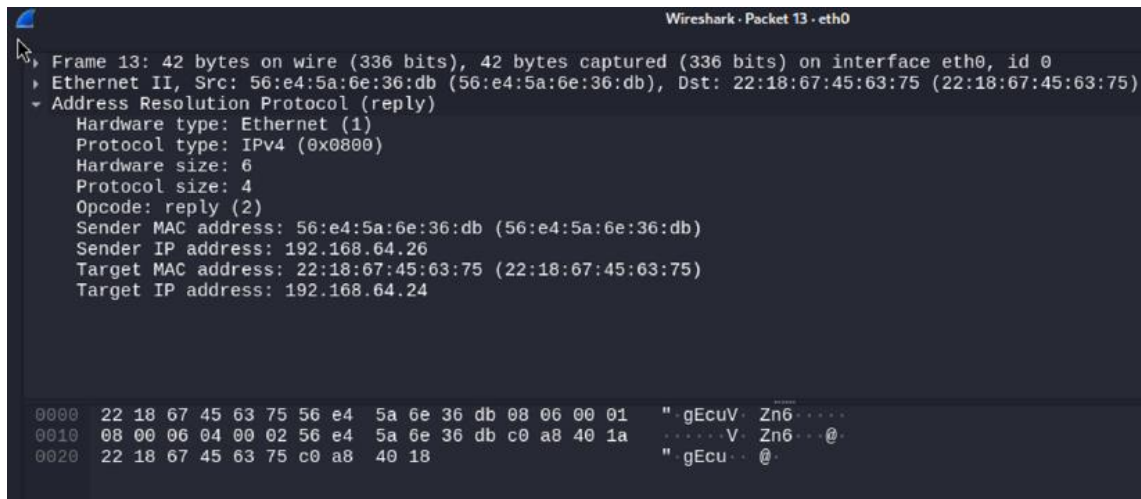 Wireshark · Packet 13 · eth0
Frame 13: 42 bytes on wire (336 bits), 42 bytes captured (336 bits) on interface eth0, id 0
Ethernet II, Src: 56:e4:5a:6e:36:db (56:e4:5a:6e:36:db), Dst: 22:18:67:45:63:75 (22:18:67:45:63:75)
Address Resolution Protocol (reply)
Hardware type: Ethernet (1)
Protocol type: IPv4 (0x0800)
Hardware size: 6
Protocol size: 4
Opcode: reply (2)
Sender MAC address: 56:e4:5a:6e:36:db (56:e4:5a:6e:36:db)
Sender IP address: 192.168.64.26
Target MAC address: 22:18:67:45:63:75 (22:18:67:45:63:75)
Target IP address: 192.168.64.24
0000 22 18 67 45 63 75 56 e4 5a 6e 36 db 08 06 00 01 "·gEcuV· Zn6·····
0010 08 00 06 04 00 02 56 e4 5a 6e 36 db c0 a8 40 1a ······V· Zn6···@·
0020 22 18 67 45 63 75 c0 a8 40 18 "·gEcu·· @·